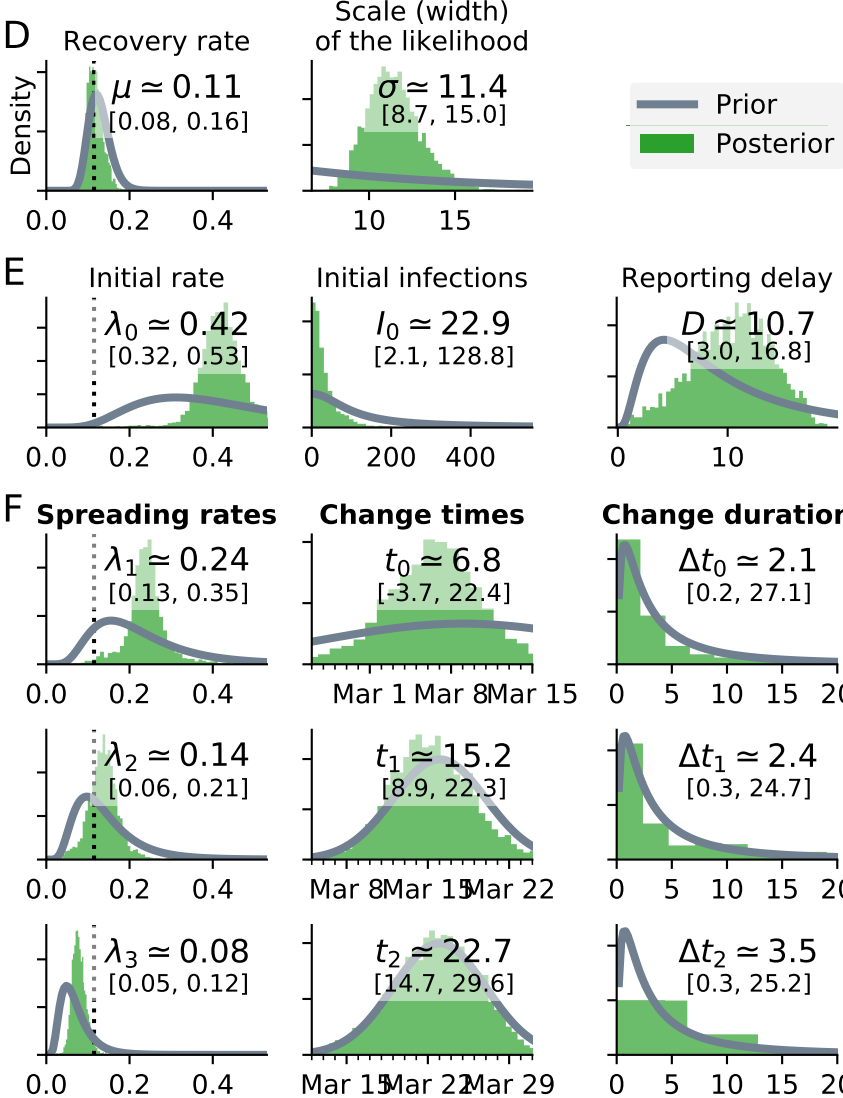 D
Recovery rate
Scale (width)
of the likelihood
Density
μ ≃ 0.11
[0.08, 0.16]
σ ≃ 11.4
[8.7, 15.0]
Prior
Posterior
0.0 0.2 0.4
10 15
E
Initial rate
Initial infections
Reporting delay
λ0 ≃ 0.42
[0.32, 0.53]
I0 ≃ 22.9
[2.1, 128.8]
D ≃ 10.7
[3.0, 16.8]
0.0 0.2 0.4
0 200 400
0 10
F
Spreading rates
Change times
Change duration
λ1 ≃ 0.24
[0.13, 0.35]
t0 ≃ 6.8
[-3.7, 22.4]
Δt0 ≃ 2.1
[0.2, 27.1]
0.0 0.2 0.4
Mar 1 Mar 8 Mar 15
0 5 10 15 20
λ2 ≃ 0.14
[0.06, 0.21]
t1 ≃ 15.2
[8.9, 22.3]
Δt1 ≃ 2.4
[0.3, 24.7]
0.0 0.2 0.4
Mar 8 Mar 15 Mar 22
0 5 10 15 20
λ3 ≃ 0.08
[0.05, 0.12]
t2 ≃ 22.7
[14.7, 29.6]
Δt2 ≃ 3.5
[0.3, 25.2]
0.0 0.2 0.4
Mar 15 Mar 22 Mar 29
0 5 10 15 20